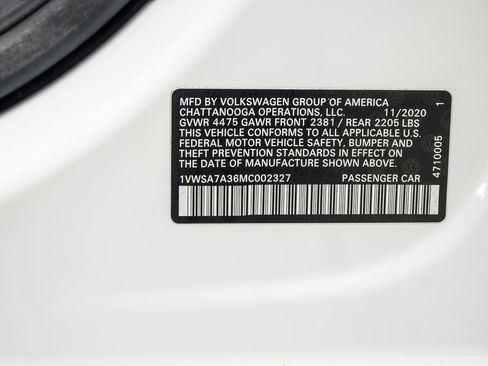 MFD BY VOLKSWAGEN GROUP OF AMERICA
CHATTANOOGA OPERATIONS, LLC. 11/2020
GVWR 4475 GAWR FRONT 2381 / REAR 2205 LBS
THIS VEHICLE CONFORMS TO ALL APPLICABLE U.S.
FEDERAL MOTOR VEHICLE SAFETY, BUMPER AND
THEFT PREVENTION STANDARDS IN EFFECT ON THE
DATE OF MANUFACTURE SHOWN ABOVE.
1VWSA7A36MC002327 PASSENGER CAR
4710005 1